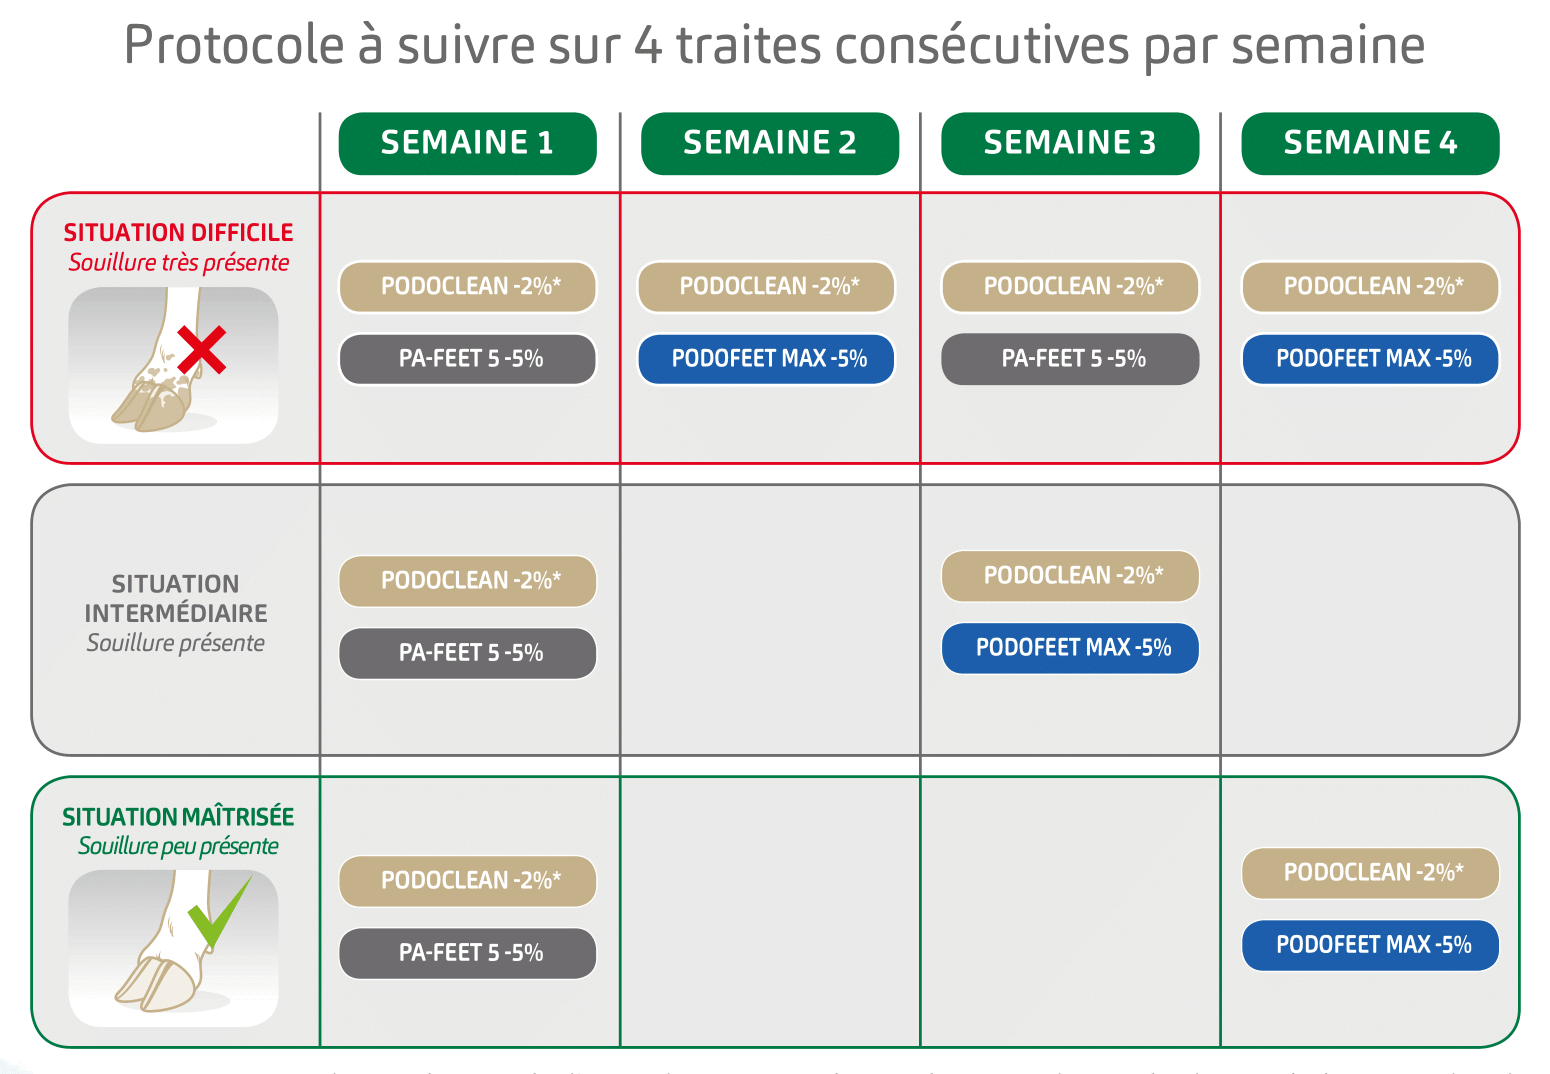 Protocole à suivre sur 4 traites consécutives par semaine
SEMAINE 1
SEMAINE 2
SEMAINE 3
SEMAINE 4
SITUATION DIFFICILE
Souillure très présente
PODOCLEAN -2%*
PODOCLEAN -2%*
PODOCLEAN -2%*
PODOCLEAN -2%*
PA-FEET 5 -5%
PODOFEET MAX -5%
PA-FEET 5 -5%
PODOFEET MAX -5%
SITUATION
INTERMÉDIAIRE
Souillure présente
PODOCLEAN -2%*
PODOCLEAN -2%*
PA-FEET 5 -5%
PODOFEET MAX -5%
SITUATION MAÎTRISÉE
Souillure peu présente
PODOCLEAN -2%*
PODOCLEAN -2%*
PA-FEET 5 -5%
PODOFEET MAX -5%